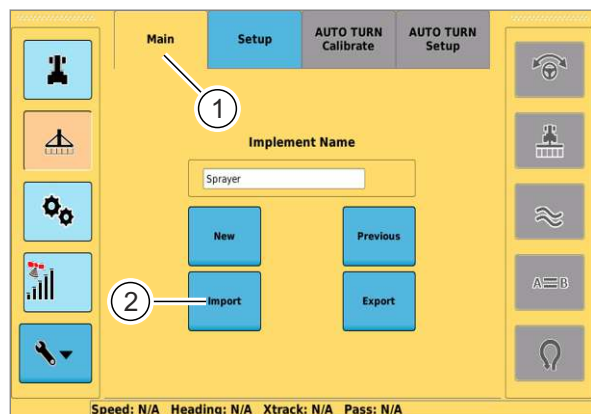 Main
Setup
AUTO TURN
Calibrate
AUTO TURN
Setup
1
Implement Name
Sprayer
New
Previous
2
Import
Export
A
B
Speed: N/A Heading: N/A Xtrack: N/A Pass: N/A